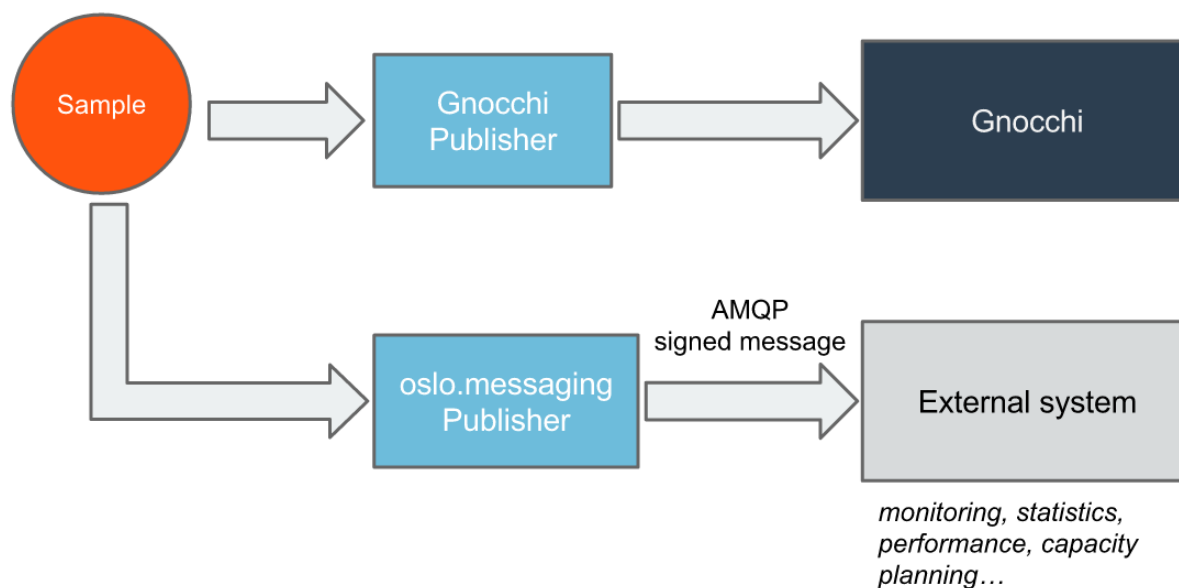 Sample
Gnocchi
Publisher
Gnocchi
AMQP
signed message
oslo.messaging
Publisher
External system
monitoring, statistics,
performance, capacity
planning…